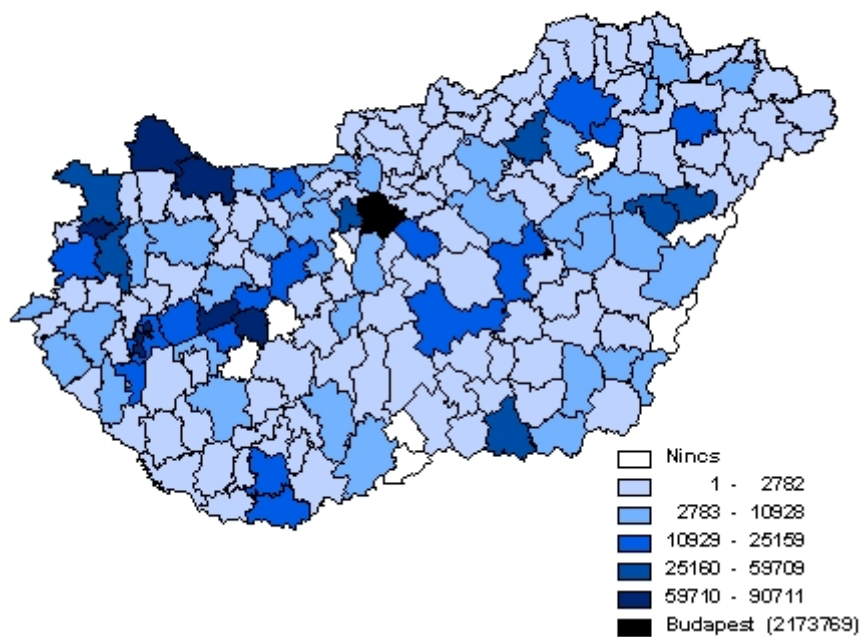 Nincs
1 - 2782
2783 - 10928
10929 - 25159
25160 - 59709
59710 - 90711
Budapest (2173769)